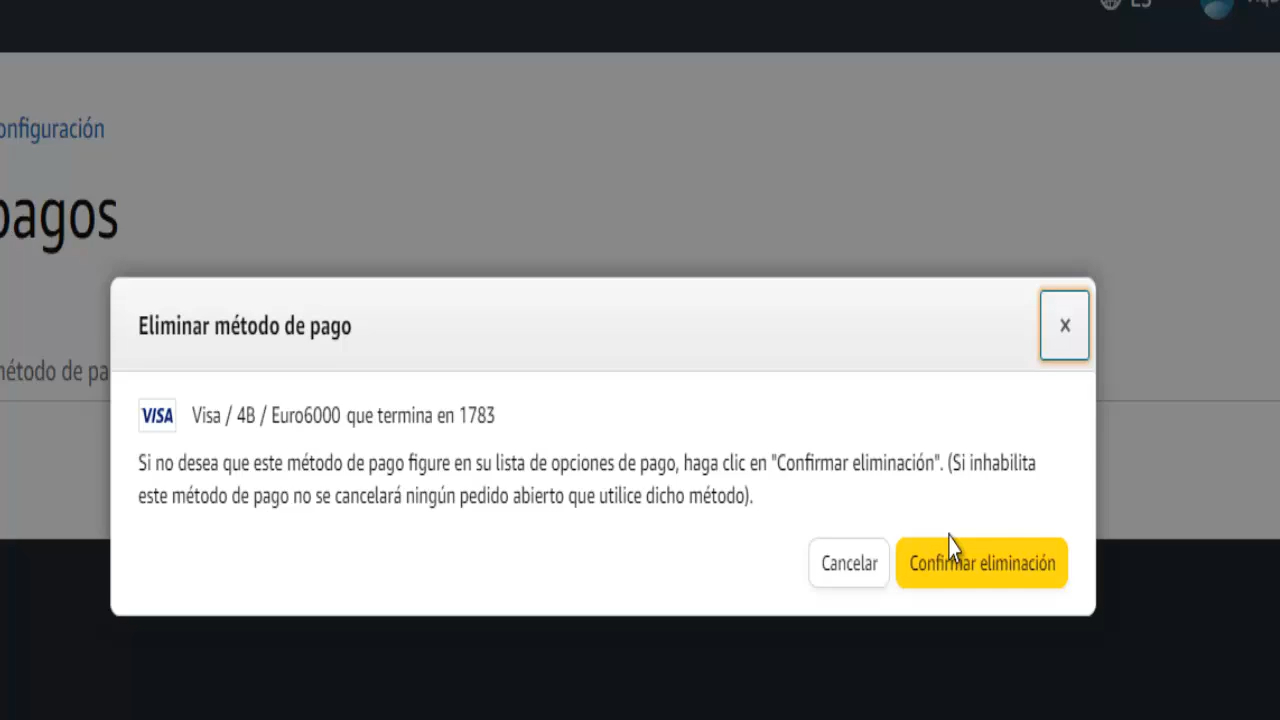 ES
onfiguración
pagos
Eliminar método de pago
x
método de pa
VISA Visa / 4B / Euro6000 que termina en 1783
Si no desea que este método de pago figure en su lista de opciones de pago, haga clic en "Confirmar eliminación". (Si inhabilita
este método de pago no se cancelará ningún pedido abierto que utilice dicho método).
Cancelar
Confirmar eliminación